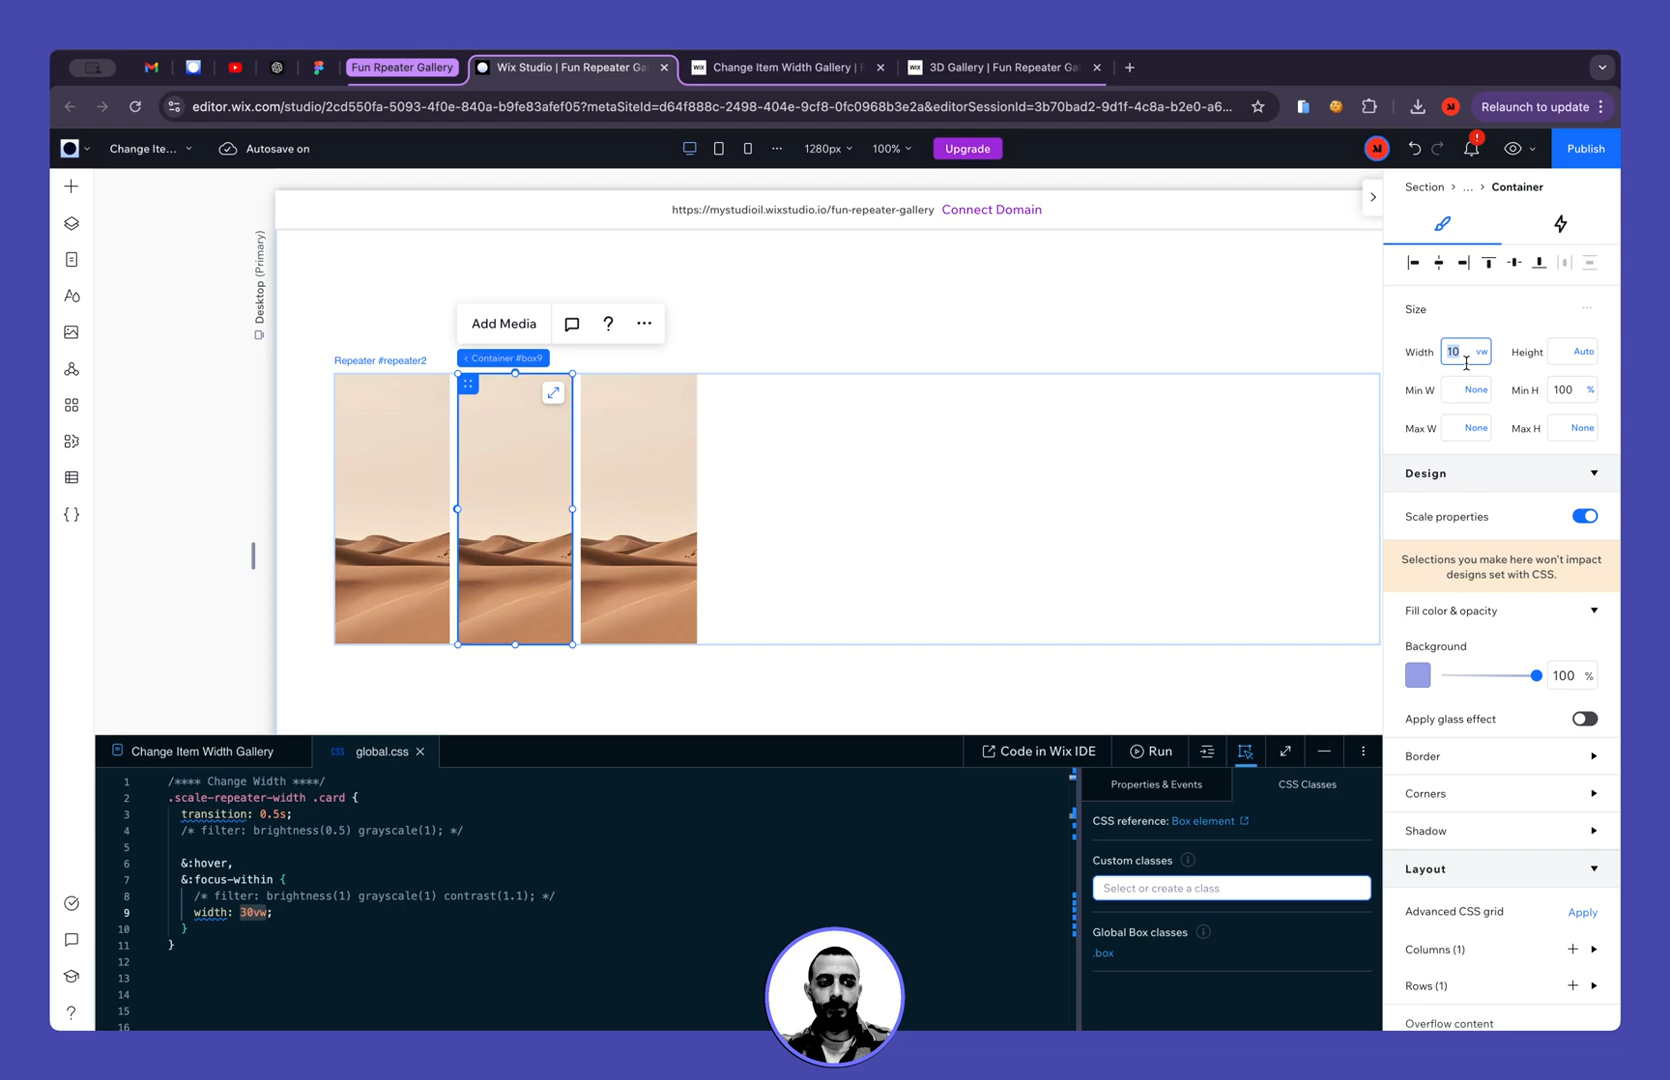 Fun Rpeater Gallery
Wix Studio | Fun Repeater Ga
Change Item Width Gallery |
3D Gallery | Fun Repeater Ga
editor.wix.com/studio/2cd550fa-5093-4f0e-840a-b9fe83afef05?metaSiteId=d64f888c-2498-404e-9cf8-0fc0968b3e2a&editorSessionId=3b70bad2-9d1f-4c8a-b2e0-a6...
Relaunch to update
Change Ite...
Autosave on
1280px
100%
Upgrade
Publish
https://mystudioil.wixstudio.io/fun-repeater-gallery Connect Domain
Desktop (Primary)
Add Media
Repeater #repeater2
Container #box9
Section > ... > Container
Size
Width 10 vw Height Auto
Min W None Min H 100 %
Max W None Max H None
Design
Scale properties
Selections you make here won't impact
designs set with CSS.
Fill color & opacity
Background
100 %
Apply glass effect
Border
Corners
Shadow
Layout
Advanced CSS grid Apply
Columns (1)
Rows (1)
Overflow content
Change Item Width Gallery
CSS global.css
Code in Wix IDE
Run
1 /**** Change Width ****/
2 .scale-repeater-width .card {
3 transition: 0.5s;
4 /* filter: brightness(0.5) grayscale(1); */
5
6 &:hover,
7 &:focus-within {
8 /* filter: brightness(1) grayscale(1) contrast(1.1); */
9 width: 30vw;
10 }
11 }
12
13
14
15
16
Properties & Events
CSS Classes
CSS reference: Box element
Custom classes
Select or create a class
Global Box classes
.box